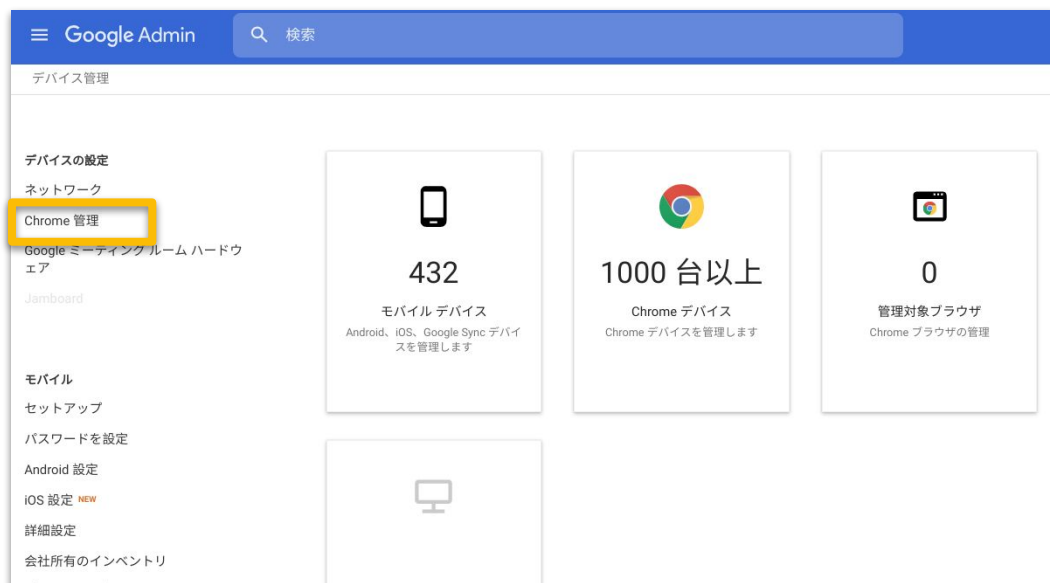 Google Admin
検索
デバイス管理
デバイスの設定
ネットワーク
Chrome 管理
Google ミーティング ルーム ハードウ
ェア
Jamboard
モバイル
セットアップ
パスワードを設定
Android 設定
iOS 設定 NEW
詳細設定
会社所有のインベントリ
432
モバイル デバイス
Android、iOS、Google Sync デバイ
スを管理します
1000 台以上
Chrome デバイス
Chrome デバイスを管理します
0
管理対象ブラウザ
Chrome ブラウザの管理